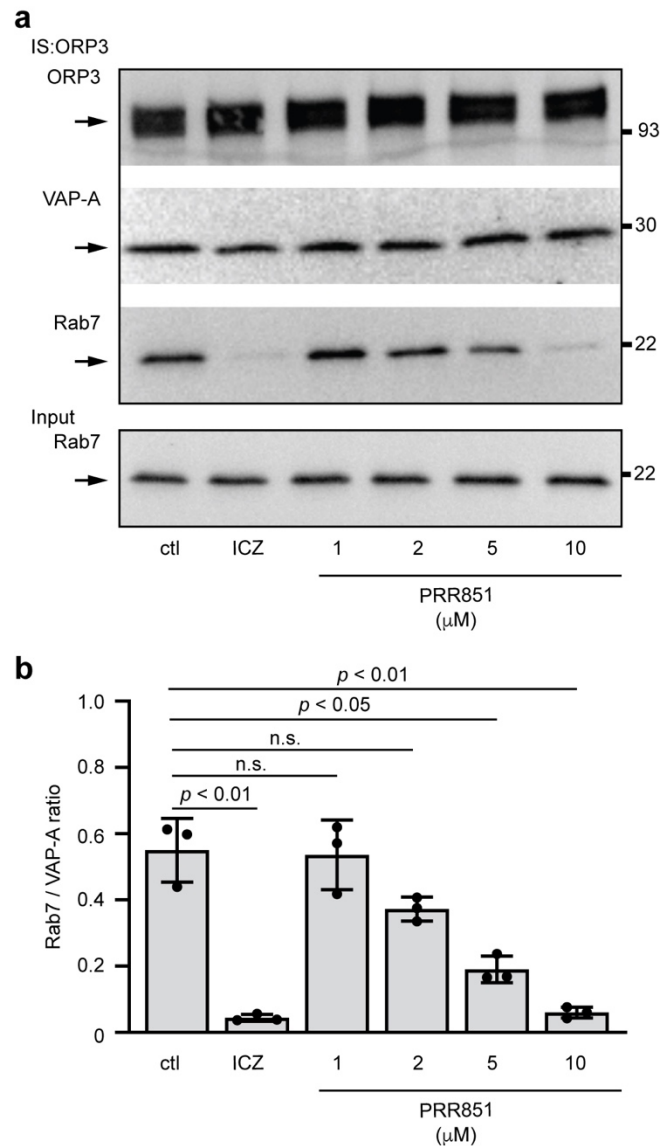 a
IS:ORP3
ORP3
93
VAP-A
30
Rab7
22
Input
Rab7
22
ctl ICZ 1 2 5 10
PRR851
(μM)
b
p < 0.01
p < 0.05
n.s.
n.s.
p < 0.01
Rab7 / VAP-A ratio
1.0
0.8
0.6
0.4
0.2
0
ctl ICZ 1 2 5 10
PRR851
(μM)